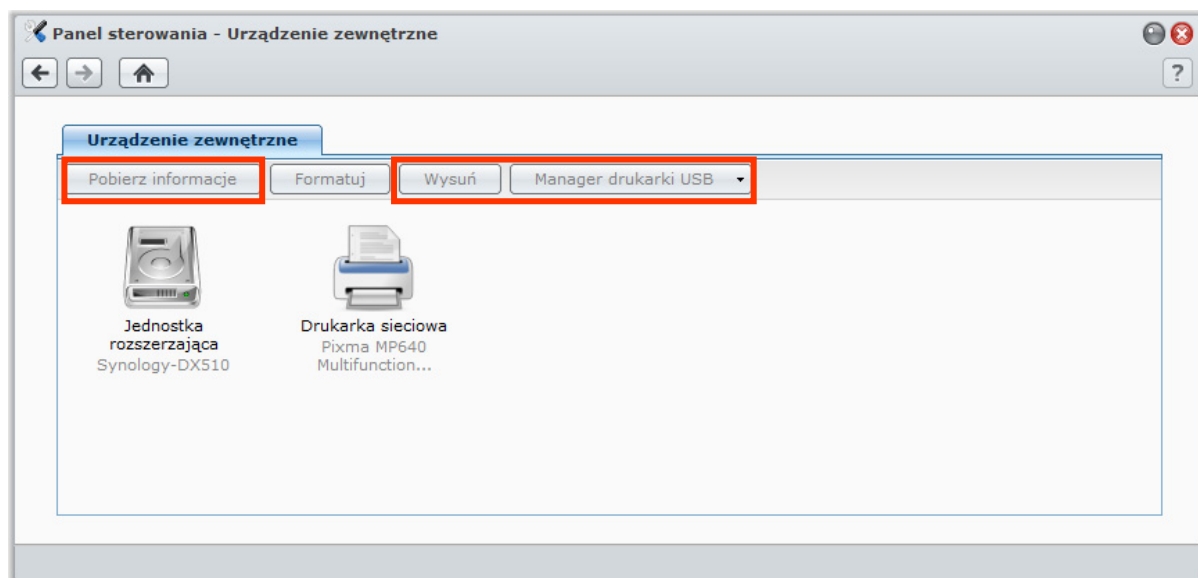 Panel sterowania - Urządzenie zewnętrzne
?
Urządzenie zewnętrzne
Pobierz informacje Formatuj Wysuń Manager drukarki USB
Jednostka
rozszerzająca
Synology-DX510
Drukarka sieciowa
Pixma MP640
Multifunction...